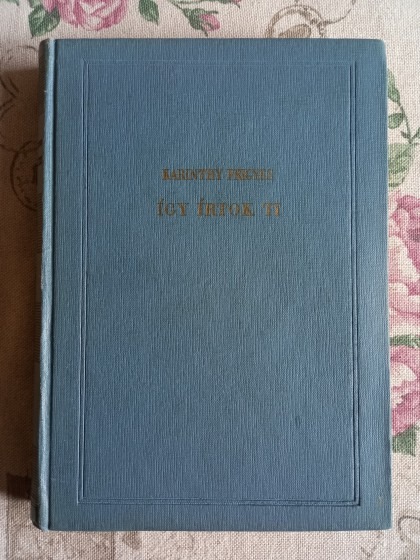 KARINTHY FRIGYES
ÍGY ÍRTOK TI